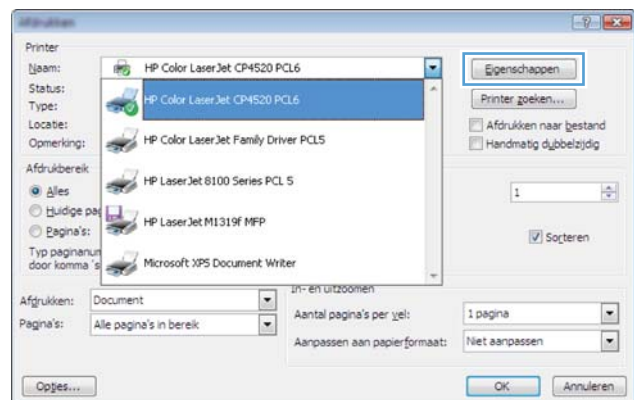 Afdrukken
Printer
Naam: HP Color LaserJet CP4520 PCL6
Eigenschappen
Status:
HP Color LaserJet CP4520 PCL6
Printer zoeken...
Type:
Locatie:
HP Color LaserJet Family Driver PCL5
Afdrukken naar bestand
Opmerking:
Handmatig dubbelzijdig
Afdrukbereik
Alles
HP LaserJet 8100 Series PCL 5
1
Huidige pag
HP LaserJet M1319f MFP
Pagina's:
Sorteren
Typ paginanum
door komma 's
Microsoft XPS Document Writer
In- en uitzoomen
Afdrukken: Document
Aantal pagina's per vel: 1 pagina
Pagina's: Alle pagina's in bereik
Aanpassen aan papierformaat: Niet aanpassen
Opties...
OK
Annuleren